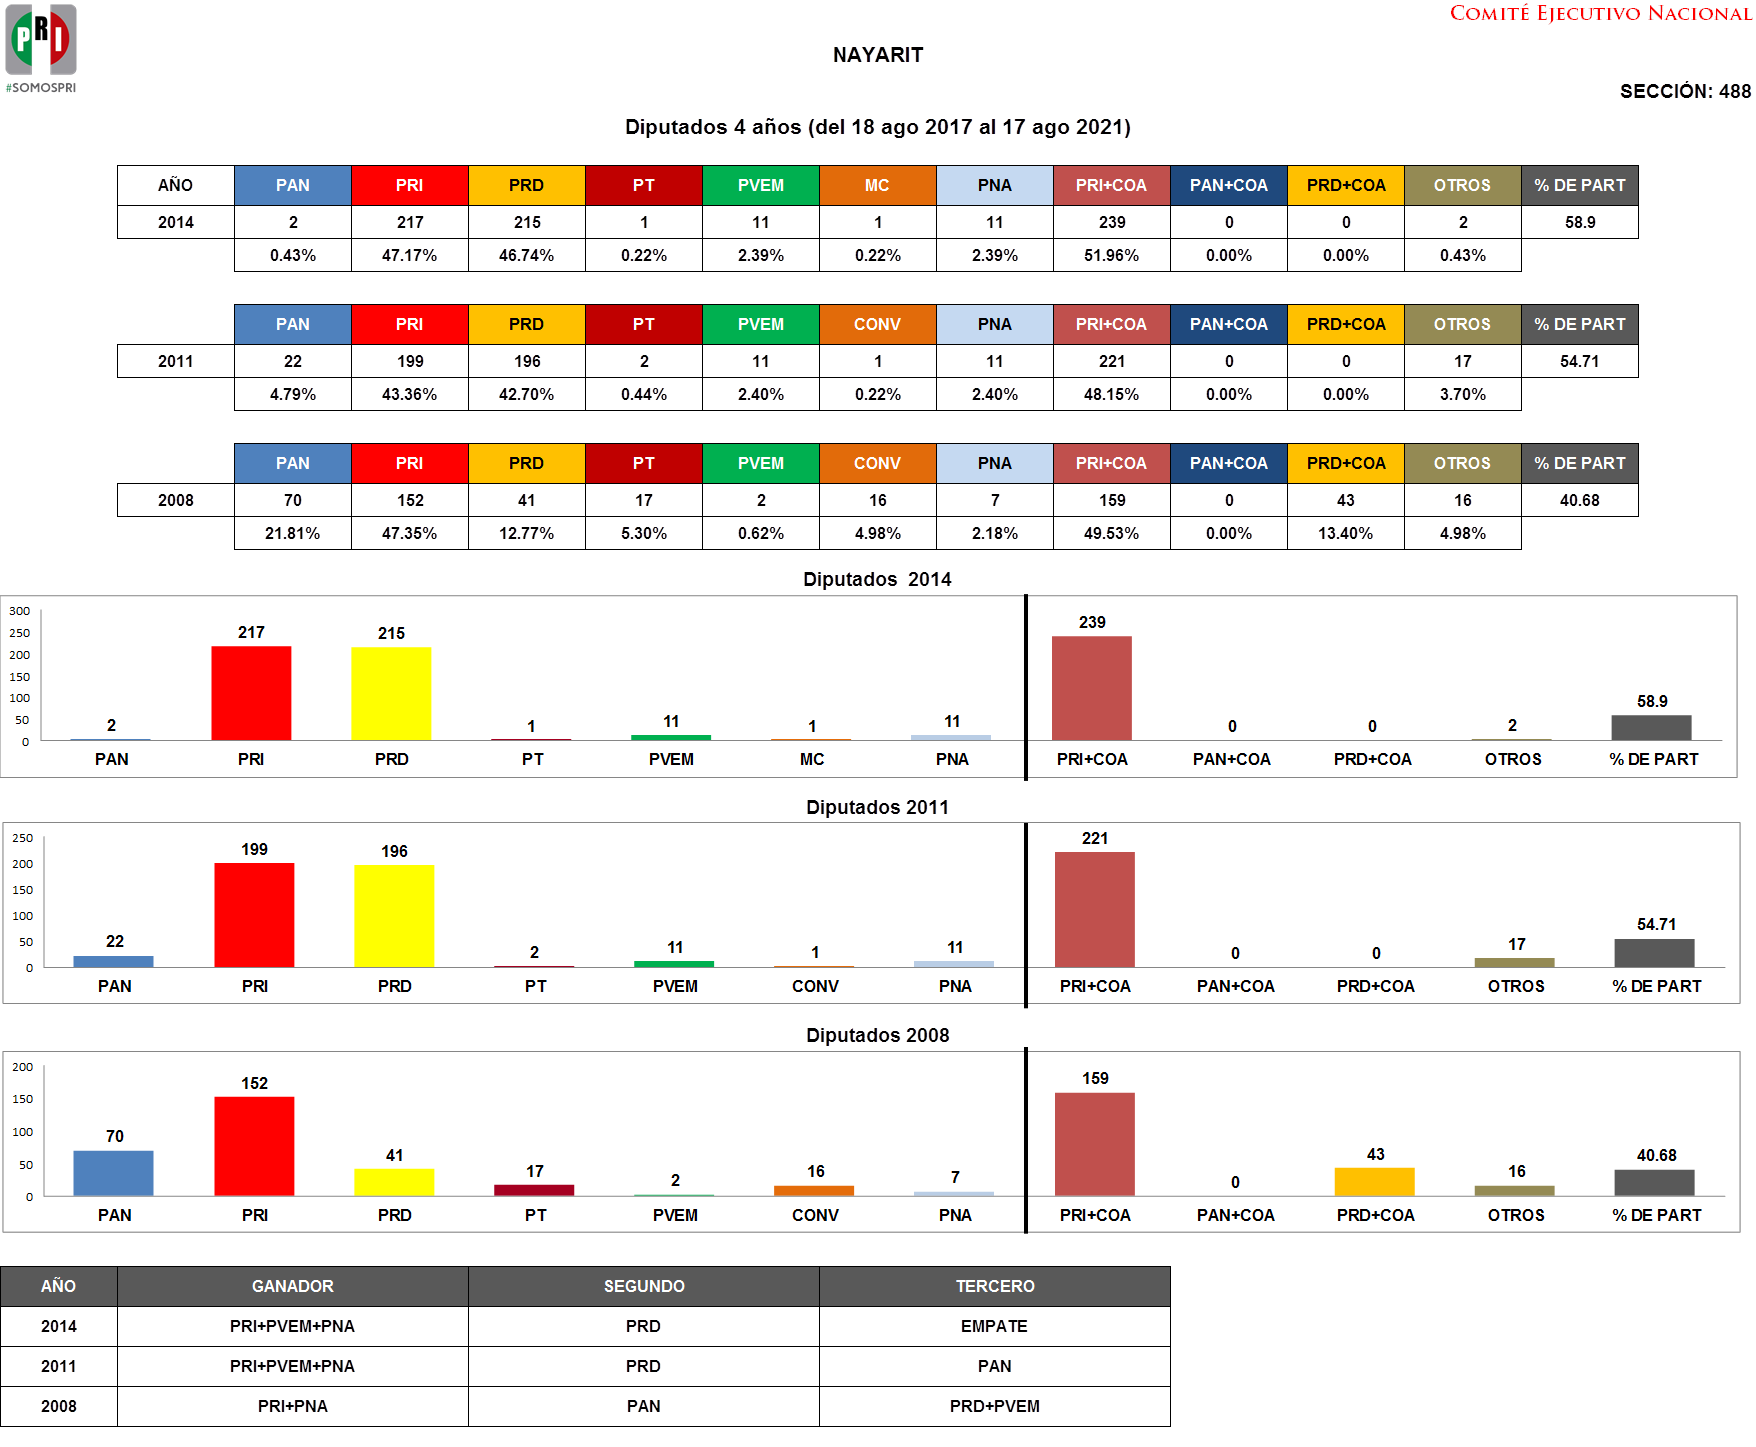 PRI
#SOMOSPRI
COMITÉ EJECUTIVO NACIONAL
NAYARIT
SECCIÓN: 488
Diputados 4 años (del 18 ago 2017 al 17 ago 2021)
AÑO PAN PRI PRD PT PVEM MC PNA PRI+COA PAN+COA PRD+COA OTROS % DE PART
2014 2 217 215 1 11 1 11 239 0 0 2 58.9
0.43% 47.17% 46.74% 0.22% 2.39% 0.22% 2.39% 51.96% 0.00% 0.00% 0.43%
PAN PRI PRD PT PVEM CONV PNA PRI+COA PAN+COA PRD+COA OTROS % DE PART
2011 22 199 196 2 11 1 11 221 0 0 17 54.71
4.79% 43.36% 42.70% 0.44% 2.40% 0.22% 2.40% 48.15% 0.00% 0.00% 3.70%
PAN PRI PRD PT PVEM CONV PNA PRI+COA PAN+COA PRD+COA OTROS % DE PART
2008 70 152 41 17 2 16 7 159 0 43 16 40.68
21.81% 47.35% 12.77% 5.30% 0.62% 4.98% 2.18% 49.53% 0.00% 13.40% 4.98%
Diputados 2014
300
250
200
150
100
50
0
2 217 215 1 11 1 11 239 0 0 2 58.9
PAN PRI PRD PT PVEM MC PNA PRI+COA PAN+COA PRD+COA OTROS % DE PART
Diputados 2011
250
200
150
100
50
0
22 199 196 2 11 1 11 221 0 0 17 54.71
PAN PRI PRD PT PVEM CONV PNA PRI+COA PAN+COA PRD+COA OTROS % DE PART
Diputados 2008
200
150
100
50
0
70 152 41 17 2 16 7 159 0 43 16 40.68
PAN PRI PRD PT PVEM CONV PNA PRI+COA PAN+COA PRD+COA OTROS % DE PART
AÑO GANADOR SEGUNDO TERCERO
2014 PRI+PVEM+PNA PRD EMPATE
2011 PRI+PVEM+PNA PRD PAN
2008 PRI+PNA PAN PRD+PVEM